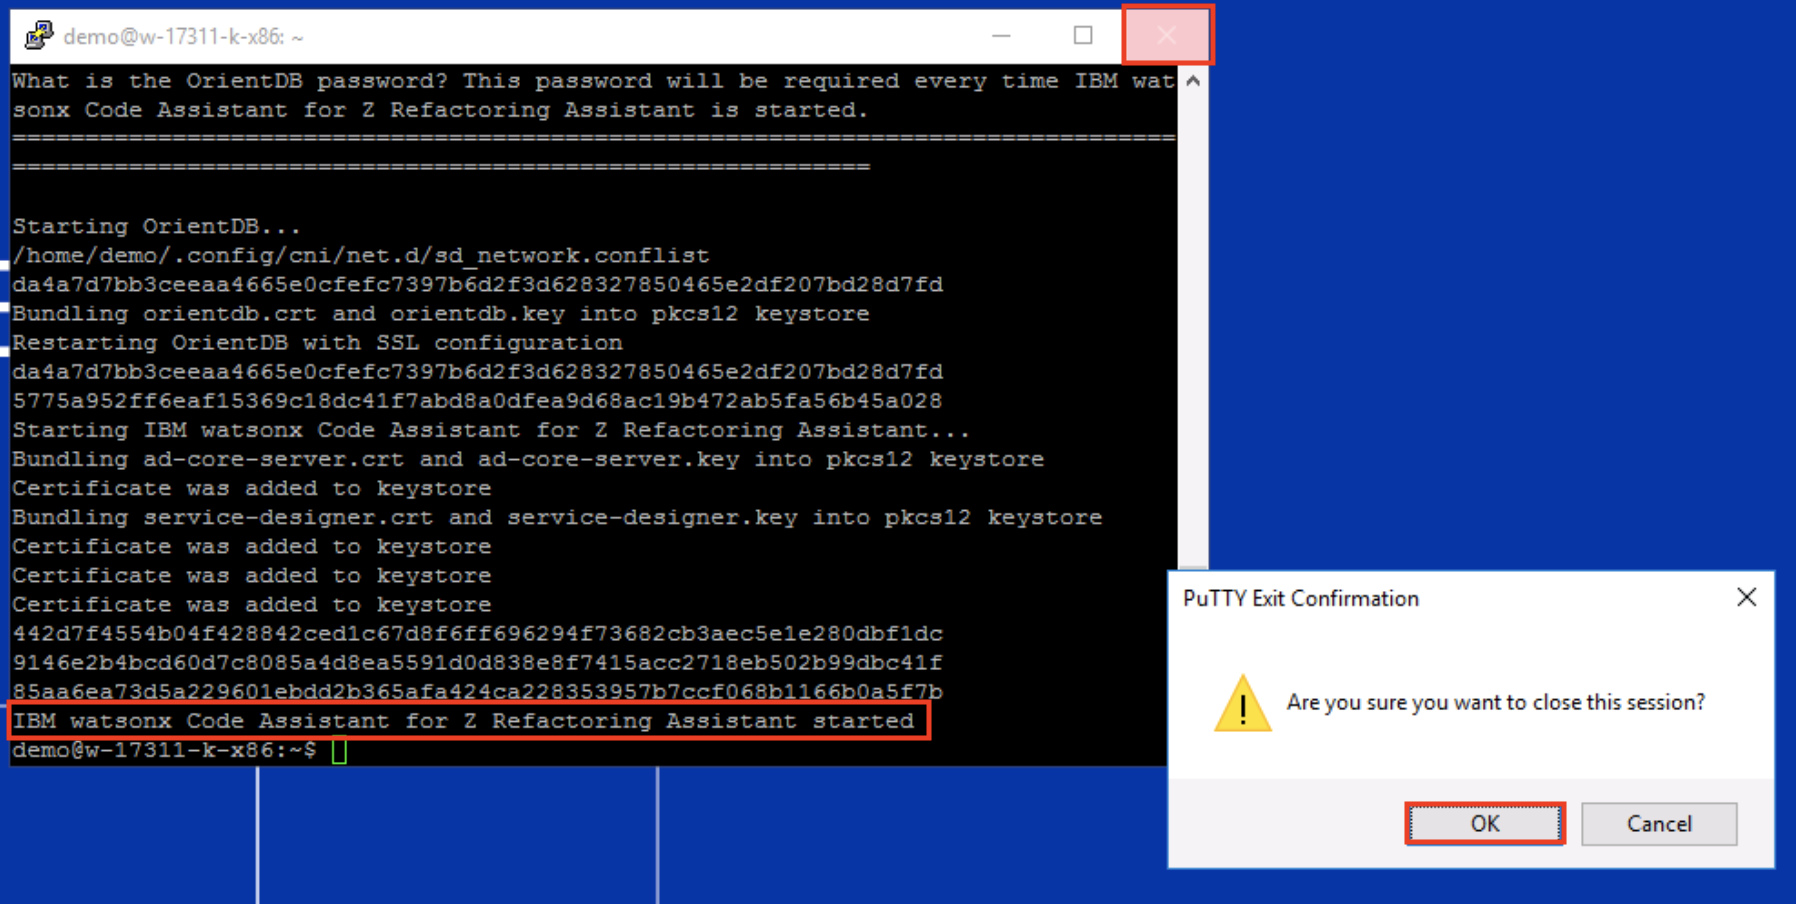 demo@w-17311-k-x86: ~
What is the OrientDB password? This password will be required every time IBM wat
sonx Code Assistant for Z Refactoring Assistant is started.
================================================================================
===========================================================
Starting OrientDB...
/home/demo/.config/cni/net.d/sd_network.conflist
da4a7d7bb3ceeaa4665e0cfefc7397b6d2f3d628327850465e2df207bd28d7fd
Bundling orientdb.crt and orientdb.key into pkcs12 keystore
Restarting OrientDB with SSL configuration
da4a7d7bb3ceeaa4665e0cfefc7397b6d2f3d628327850465e2df207bd28d7fd
5775a952ff6eaf15369c18dc41f7abd8a0dfea9d68ac19b472ab5fa56b45a028
Starting IBM watsonx Code Assistant for Z Refactoring Assistant...
Bundling ad-core-server.crt and ad-core-server.key into pkcs12 keystore
Certificate was added to keystore
Bundling service-designer.crt and service-designer.key into pkcs12 keystore
Certificate was added to keystore
Certificate was added to keystore
Certificate was added to keystore
442d7f4554b04f428842ced1c67d8f6ff696294f73682cb3aec5e1e280dbf1dc
9146e2b4bcd60d7c8085a4d8ea5591d0d838e8f7415acc2718eb502b99dbc41f
85aa6ea73d5a229601ebdd2b365afa424ca228353957b7ccf068b1166b0a5f7b
IBM watsonx Code Assistant for Z Refactoring Assistant started
demo@w-17311-k-x86:~$
PuTTY Exit Confirmation
Are you sure you want to close this session?
OK
Cancel